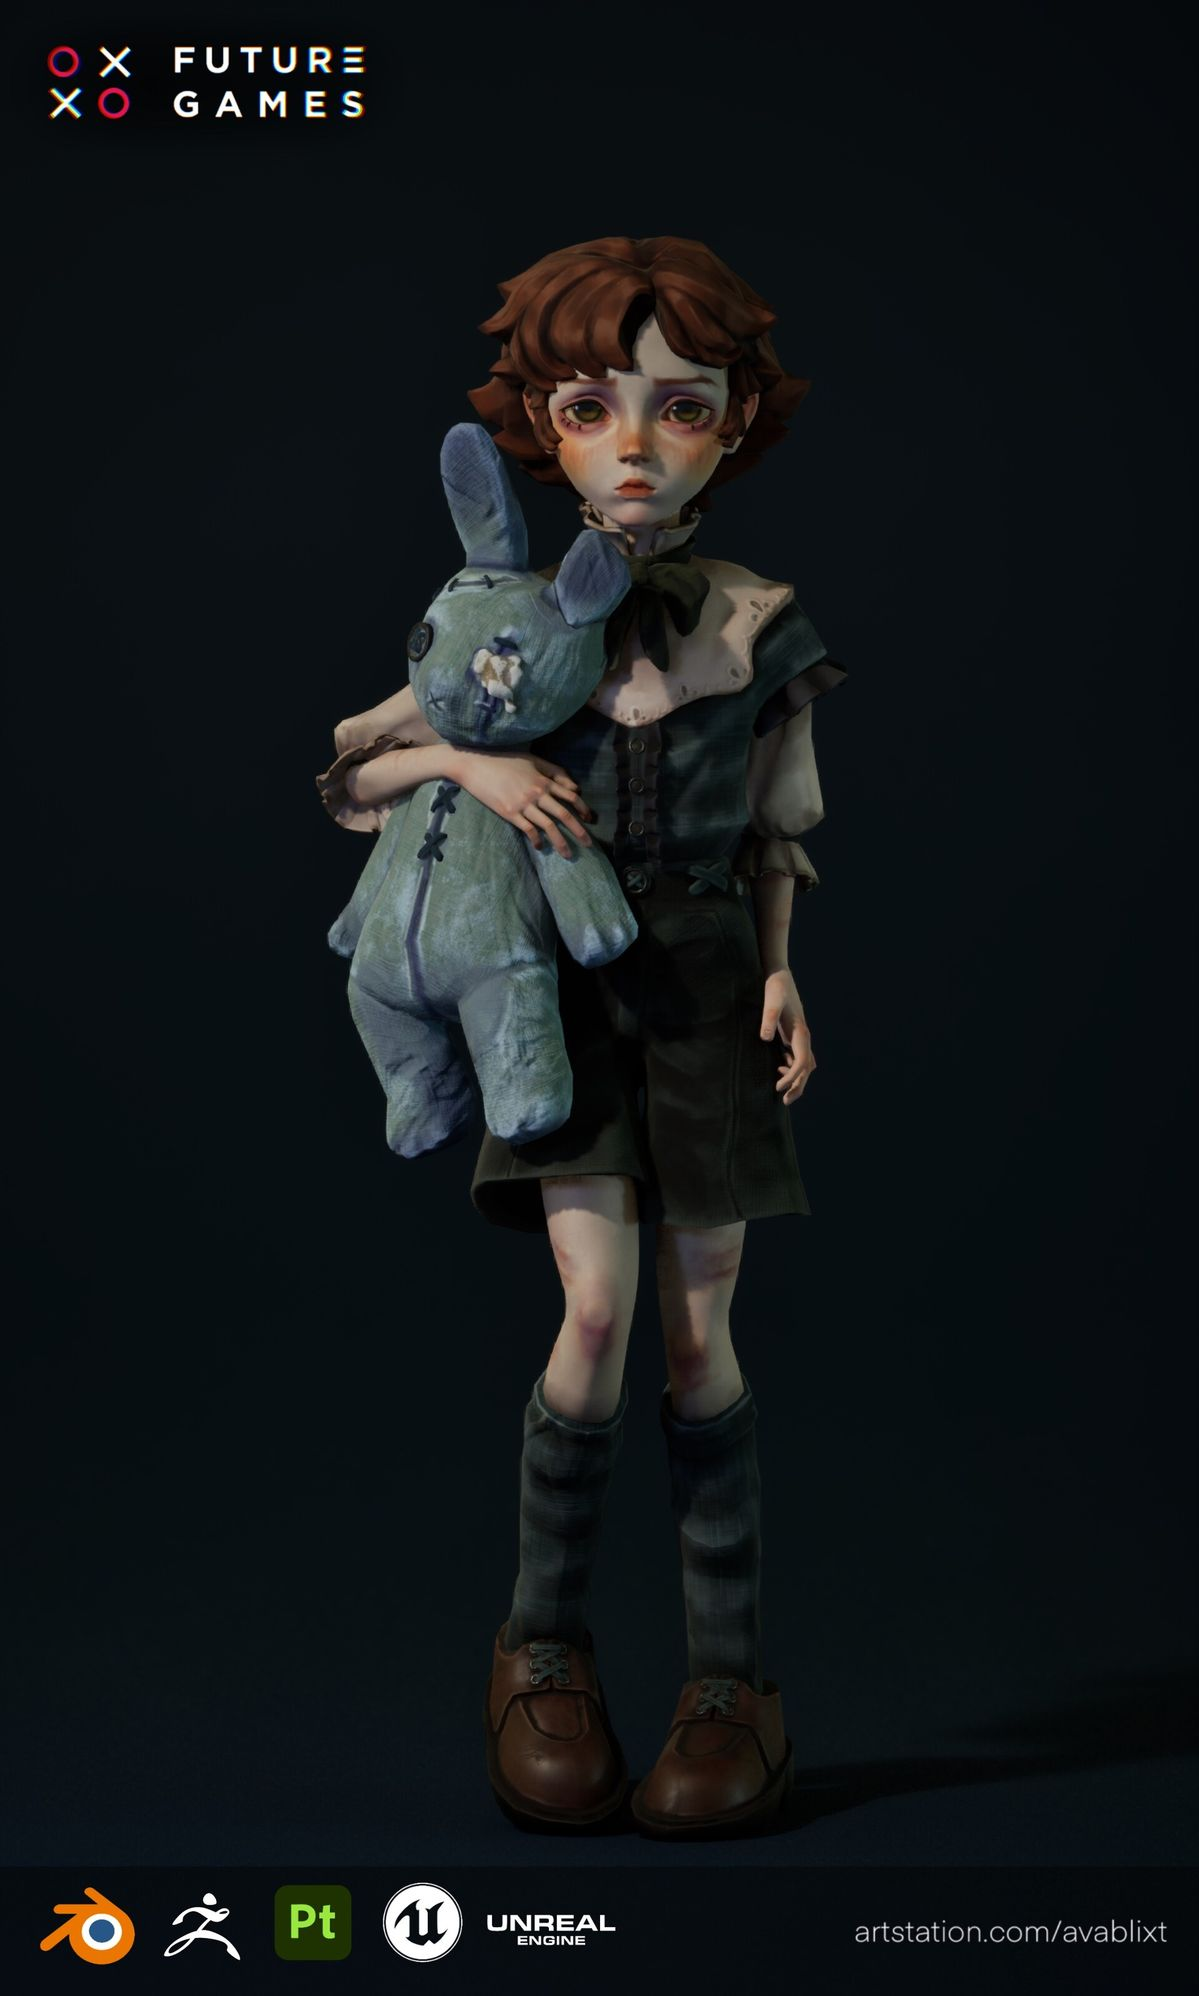 FUTURE
GAMES
Pt
UNREAL
ENGINE
artstation.com/avablixt